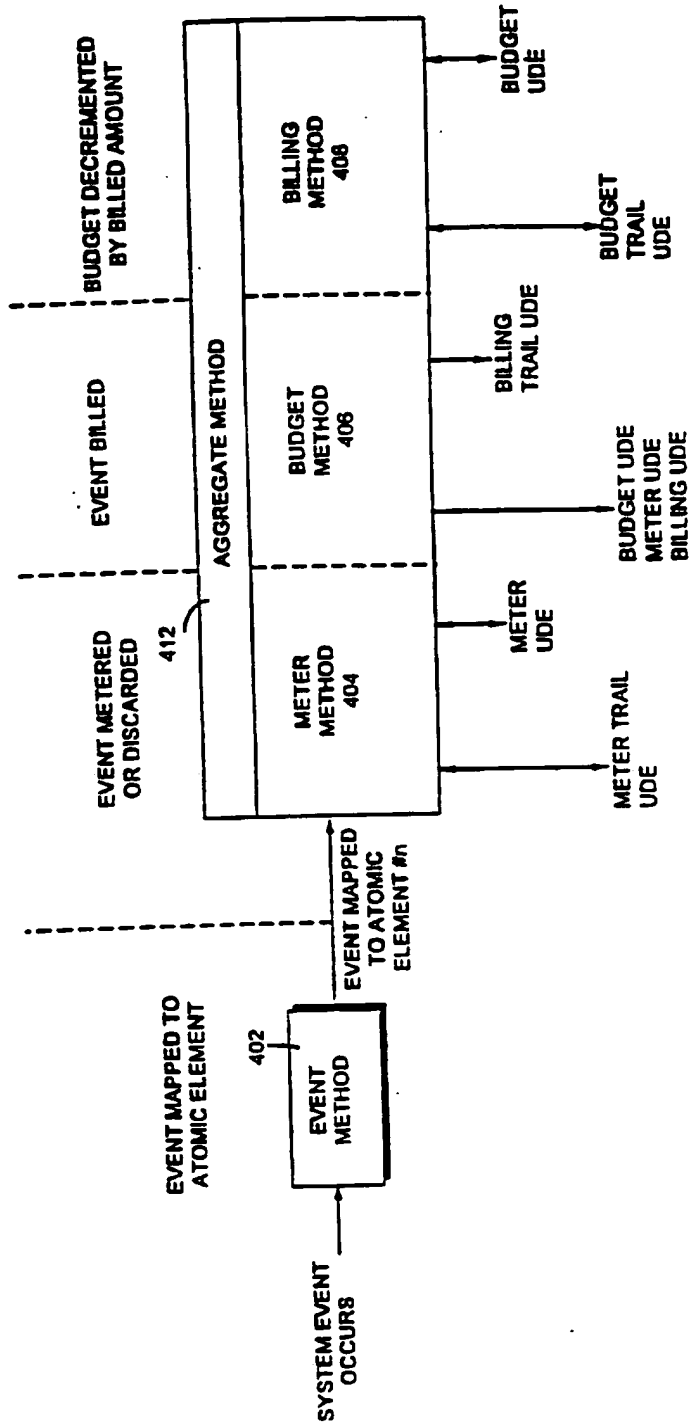 EVENT MAPPED TO
ATOMIC ELEMENT
EVENT METERED
OR DISCARDED
EVENT BILLED
BUDGET DECREMENTED
BY BILLED AMOUNT
SYSTEM EVENT
OCCURS
402
EVENT
METHOD
EVENT MAPPED
TO ATOMIC
ELEMENT #n
412
AGGREGATE METHOD
METER
METHOD
404
BUDGET
METHOD
406
BILLING
METHOD
408
METER TRAIL
UDE
METER
UDE
BUDGET UDE
METER UDE
BILLING UDE
BILLING
TRAIL UDE
BUDGET
TRAIL
UDE
BUDGET
UDE